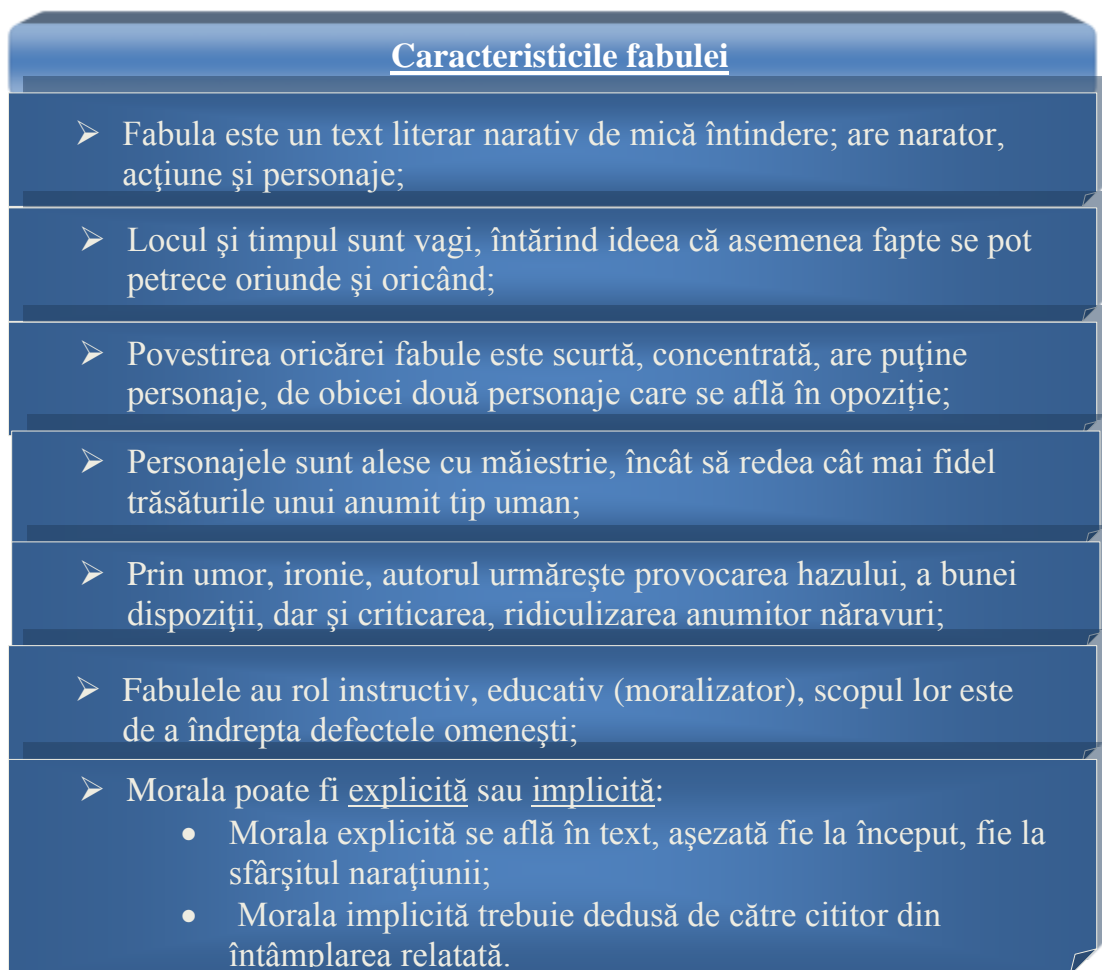 Caracteristicile fabulei
➢ Fabula este un text literar narativ de mică întindere; are narator,
acţiune şi personaje;
➢ Locul şi timpul sunt vagi, întărind ideea că asemenea fapte se pot
petrece oriunde şi oricând;
➢ Povestirea oricărei fabule este scurtă, concentrată, are puţine
personaje, de obicei două personaje care se află în opoziție;
➢ Personajele sunt alese cu măiestrie, încât să redea cât mai fidel
trăsăturile unui anumit tip uman;
➢ Prin umor, ironie, autorul urmăreşte provocarea hazului, a bunei
dispoziţii, dar şi criticarea, ridiculizarea anumitor năravuri;
➢ Fabulele au rol instructiv, educativ (moralizator), scopul lor este
de a îndrepta defectele omeneşti;
➢ Morala poate fi explicită sau implicită:
• Morala explicită se află în text, aşezată fie la început, fie la
sfârşitul naraţiunii;
• Morala implicită trebuie dedusă de către cititor din
întâmplarea relatată.